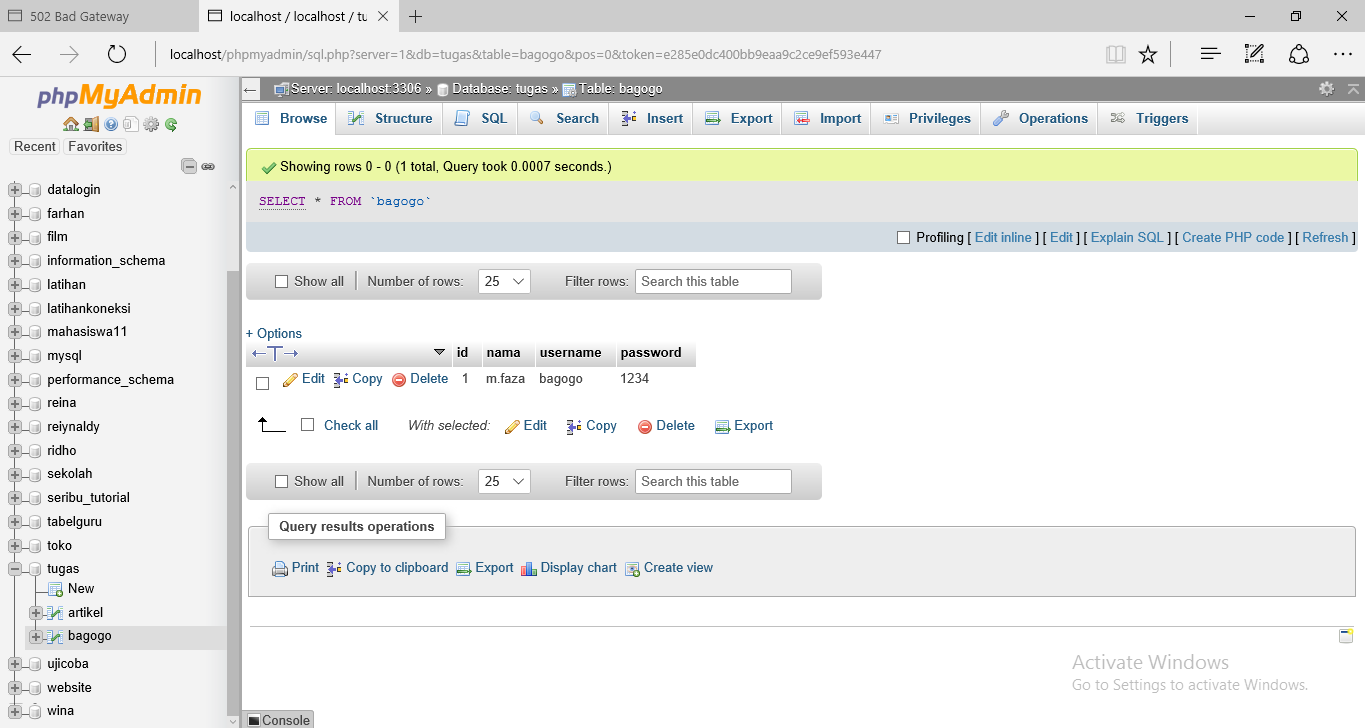 502 Bad Gateway
localhost / localhost / tu
localhost/phpmyadmin/sql.php?server=1&db=tugas&table=bagogo&pos=0&token=e285e0dc400bb9eaa9c2ce9ef593e447
phpMyAdmin
Recent Favorites
datalogin
farhan
film
information_schema
latihan
latihankoneksi
mahasiswa11
mysql
performance_schema
reina
reiynaldy
ridho
sekolah
seribu_tutorial
tabelguru
toko
tugas
New
artikel
bagogo
ujicoba
website
wina
Server: localhost:3306 » Database: tugas » Table: bagogo
Browse Structure SQL Search Insert Export Import Privileges Operations Triggers
Showing rows 0 - 0 (1 total, Query took 0.0007 seconds.)
SELECT * FROM `bagogo`
Profiling [ Edit inline ] [ Edit ] [ Explain SQL ] [ Create PHP code ] [ Refresh ]
Show all Number of rows: 25 Filter rows: Search this table
+ Options
id nama username password
Edit Copy Delete 1 m.faza bagogo 1234
Check all With selected: Edit Copy Delete Export
Show all Number of rows: 25 Filter rows: Search this table
Query results operations
Print Copy to clipboard Export Display chart Create view
Activate Windows
Go to Settings to activate Windows.
Console